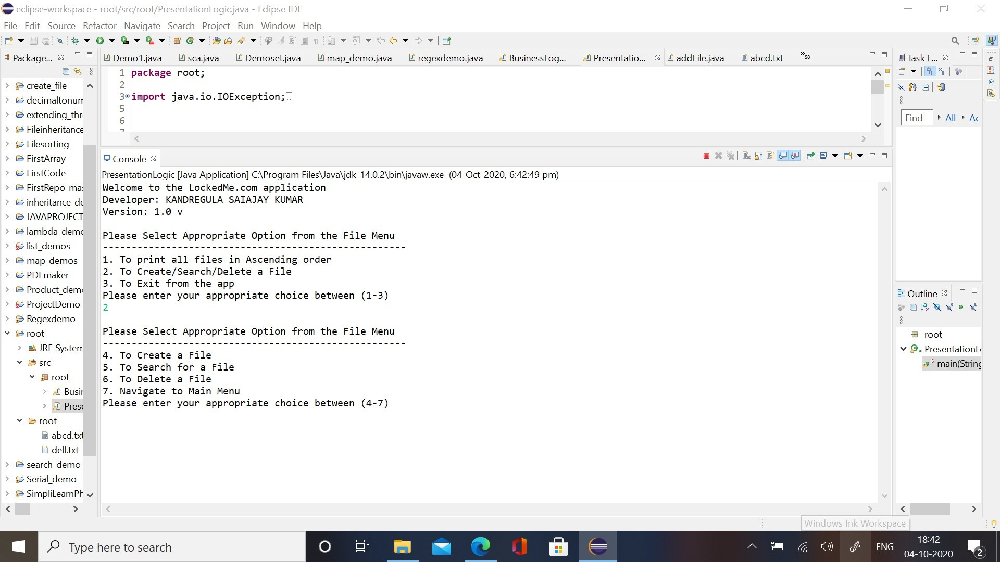 eclipse-workspace - root/src/root/PresentationLogic.java - Eclipse IDE
File Edit Source Refactor Navigate Search Project Run Window Help
Package...
create_file
decimaltonum
extending_thr
Fileinheritance
Filesorting
FirstArray
FirstCode
FirstRepo-ma
inheritance_de
JAVAPROJECT
lambda_demo
list_demos
map_demos
PDFmaker
Product_demo
ProjectDemo
Regexdemo
root
JRE System
src
root
Busin
Prese
root
abcd.txt
dell.txt
search_demo
Serial_demo
SimpliLearnPh
Demo1.java sca.java Demoset.java map_demo.java regexdemo.java BusinessLog... Presentatio... addFile.java abcd.txt »58
1 package root;
2
3 import java.io.IOException;
5
6
7
Console
PresentationLogic [Java Application] C:\Program Files\Java\jdk-14.0.2\bin\javaw.exe (04-Oct-2020, 6:42:49 pm)
Welcome to the LockedMe.com application
Developer: KANDREGULA SAIAJAY KUMAR
Version: 1.0 v
Please Select Appropriate Option from the File Menu
-----------------------------------------------------
1. To print all files in Ascending order
2. To Create/Search/Delete a File
3. To Exit from the app
Please enter your appropriate choice between (1-3)
2
Please Select Appropriate Option from the File Menu
-----------------------------------------------------
4. To Create a File
5. To Search for a File
6. To Delete a File
7. Navigate to Main Menu
Please enter your appropriate choice between (4-7)
Task L...
Find All Ac
Outline
root
PresentationLo
main(String
Windows Ink Workspace
Type here to search
ENG
18:42
04-10-2020
2